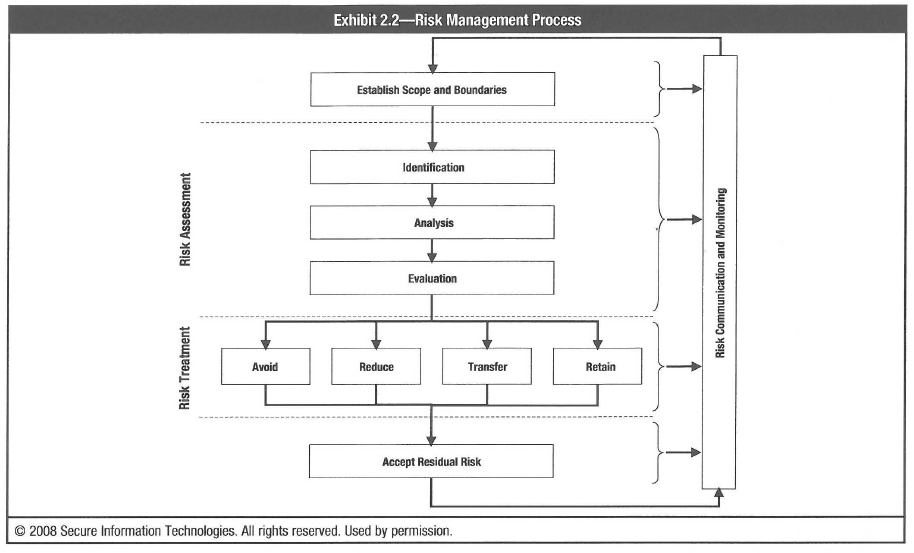 Exhibit 2.2—Risk Management Process
Establish Scope and Boundaries
Risk Assessment
Identification
Analysis
Evaluation
Risk Treatment
Avoid
Reduce
Transfer
Retain
Accept Residual Risk
Risk Communication and Monitoring
© 2008 Secure Information Technologies. All rights reserved. Used by permission.